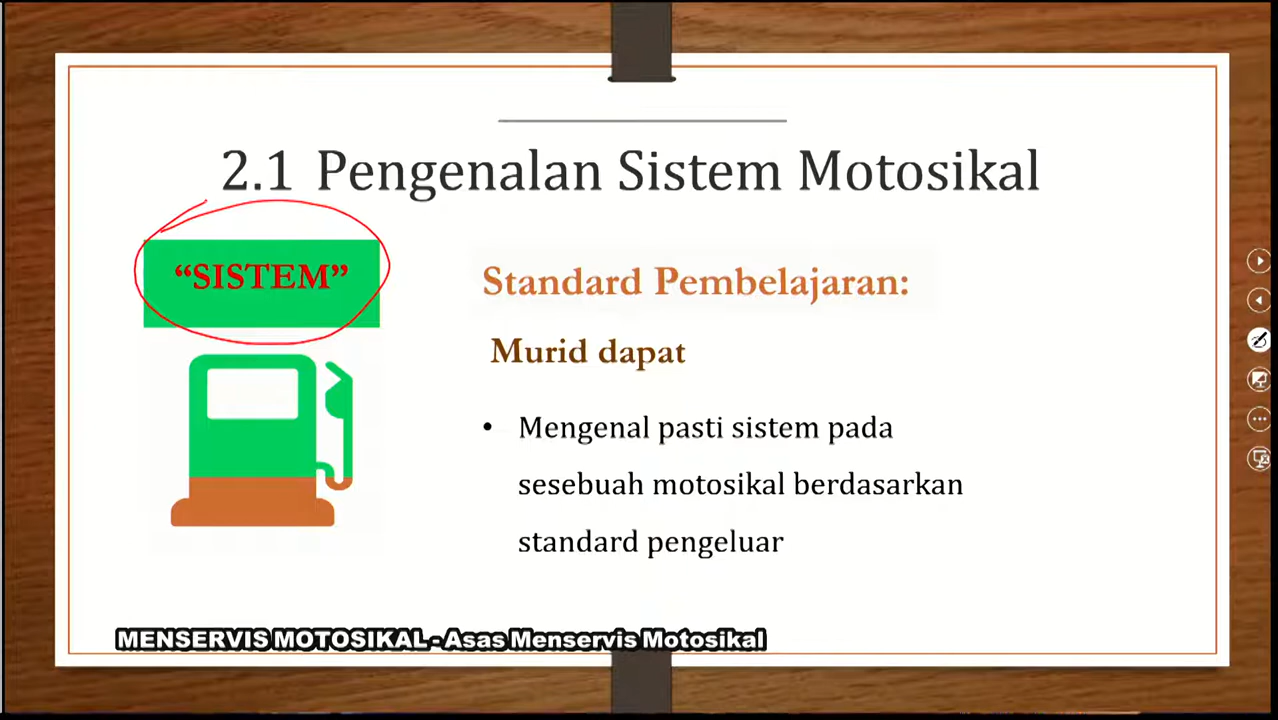 2.1 Pengenalan Sistem Motosikal
“SISTEM”
Standard Pembelajaran:
Murid dapat
• Mengenal pasti sistem pada
sesebuah motosikal berdasarkan
standard pengeluar
MENSERVIS MOTOSIKAL - Asas Menservis Motosikal